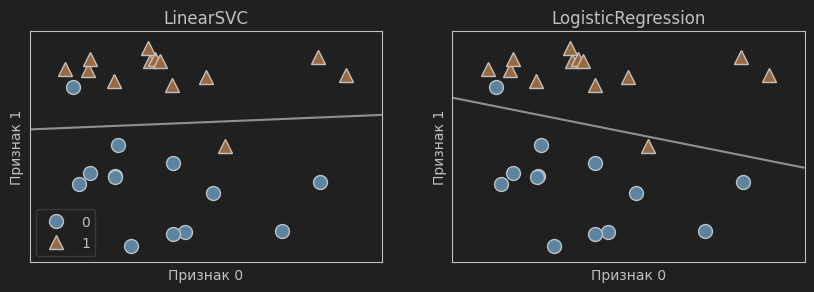 LinearSVC
Признак 1
0
1
Признак 0
LogisticRegression
Признак 1
Признак 0